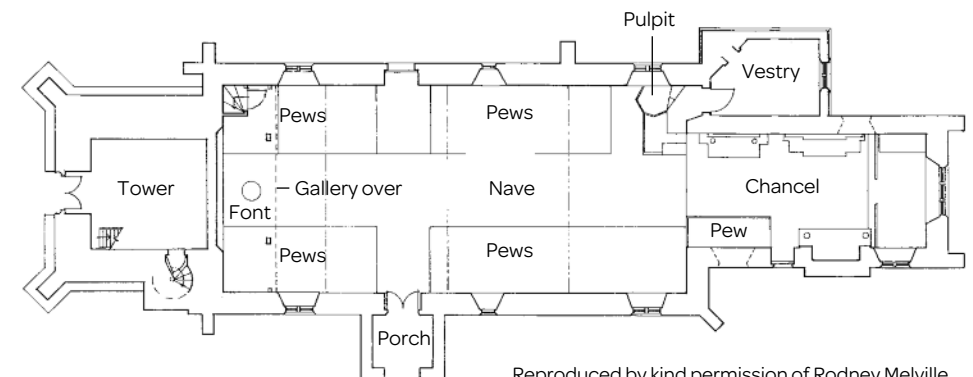 Pulpit
Vestry
Pews
Pews
Tower
– Gallery over
Nave
Chancel
Font
Pew
Pews
Pews
Porch
Reproduced by kind permission of Rodney Melville